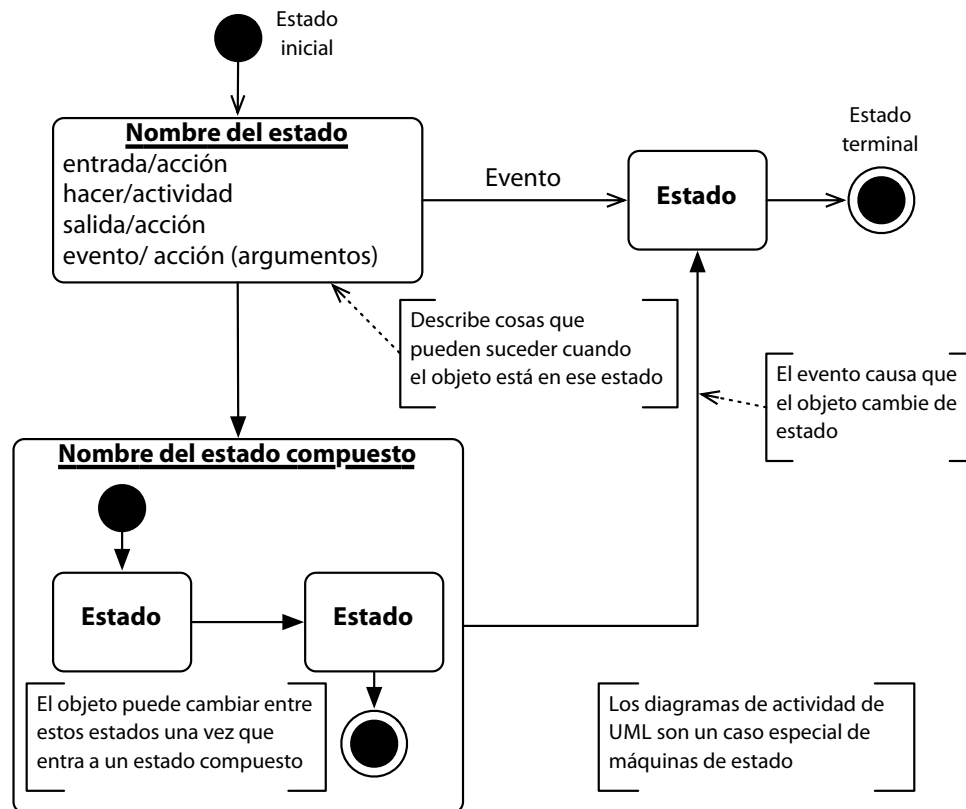 Estado
inicial
Nombre del estado
entrada/acción
hacer/actividad
salida/acción
evento/ acción (argumentos)
Evento
Estado
Estado
terminal
Describe cosas que
pueden suceder cuando
el objeto está en ese estado
El evento causa que
el objeto cambie de
estado
Nombre del estado compuesto
Estado
Estado
El objeto puede cambiar entre
estos estados una vez que
entra a un estado compuesto
Los diagramas de actividad de
UML son un caso especial de
máquinas de estado